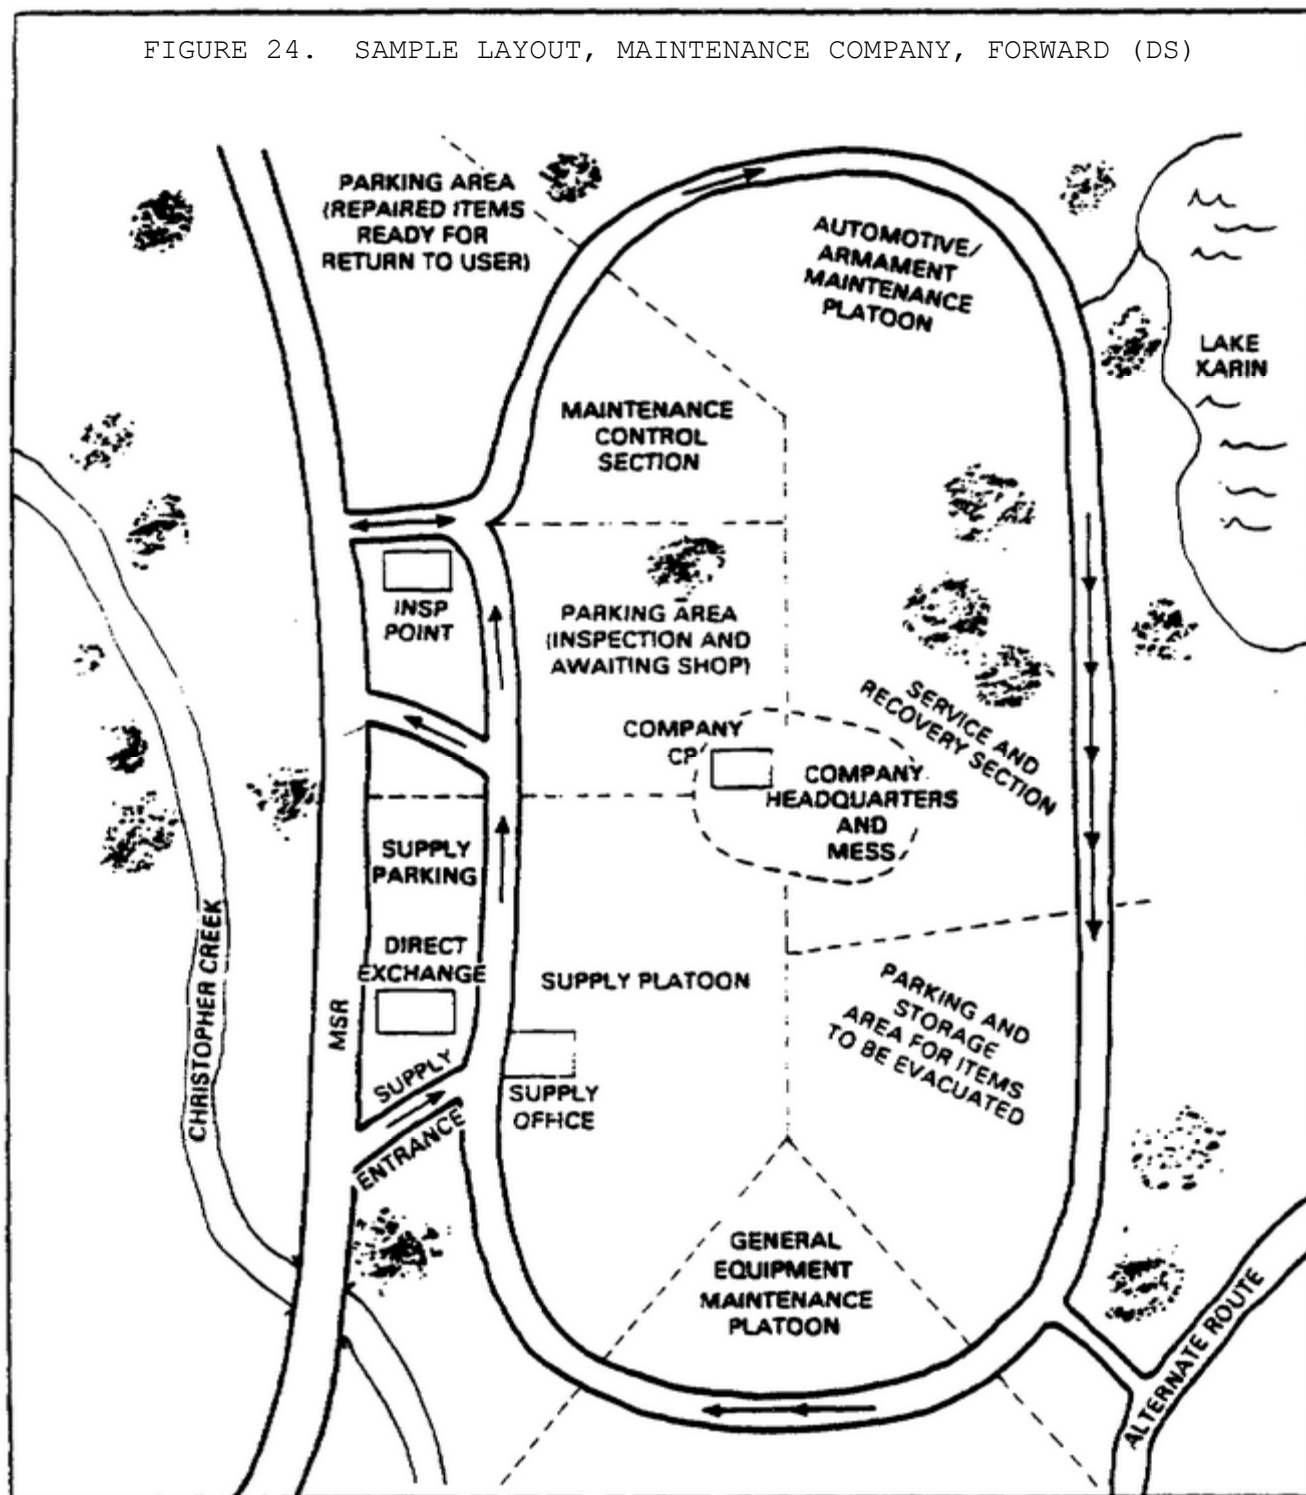 FIGURE 24. SAMPLE LAYOUT, MAINTENANCE COMPANY, FORWARD (DS)
PARKING AREA
(REPAIRED ITEMS
READY FOR
RETURN TO USER)
AUTOMOTIVE/
ARMAMENT
MAINTENANCE
PLATOON
LAKE
KARIN
MAINTENANCE
CONTROL
SECTION
INSP
POINT
PARKING AREA
(INSPECTION AND
AWAITING SHOP)
SERVICE AND
RECOVERY SECTION
COMPANY
CP
COMPANY
HEADQUARTERS
AND
MESS
SUPPLY
PARKING
DIRECT
EXCHANGE
SUPPLY PLATOON
PARKING AND
STORAGE
AREA FOR ITEMS
TO BE EVACUATED
CHRISTOPHER CREEK
MSR
SUPPLY
ENTRANCE
SUPPLY
OFFICE
GENERAL
EQUIPMENT
MAINTENANCE
PLATOON
ALTERNATE ROUTE